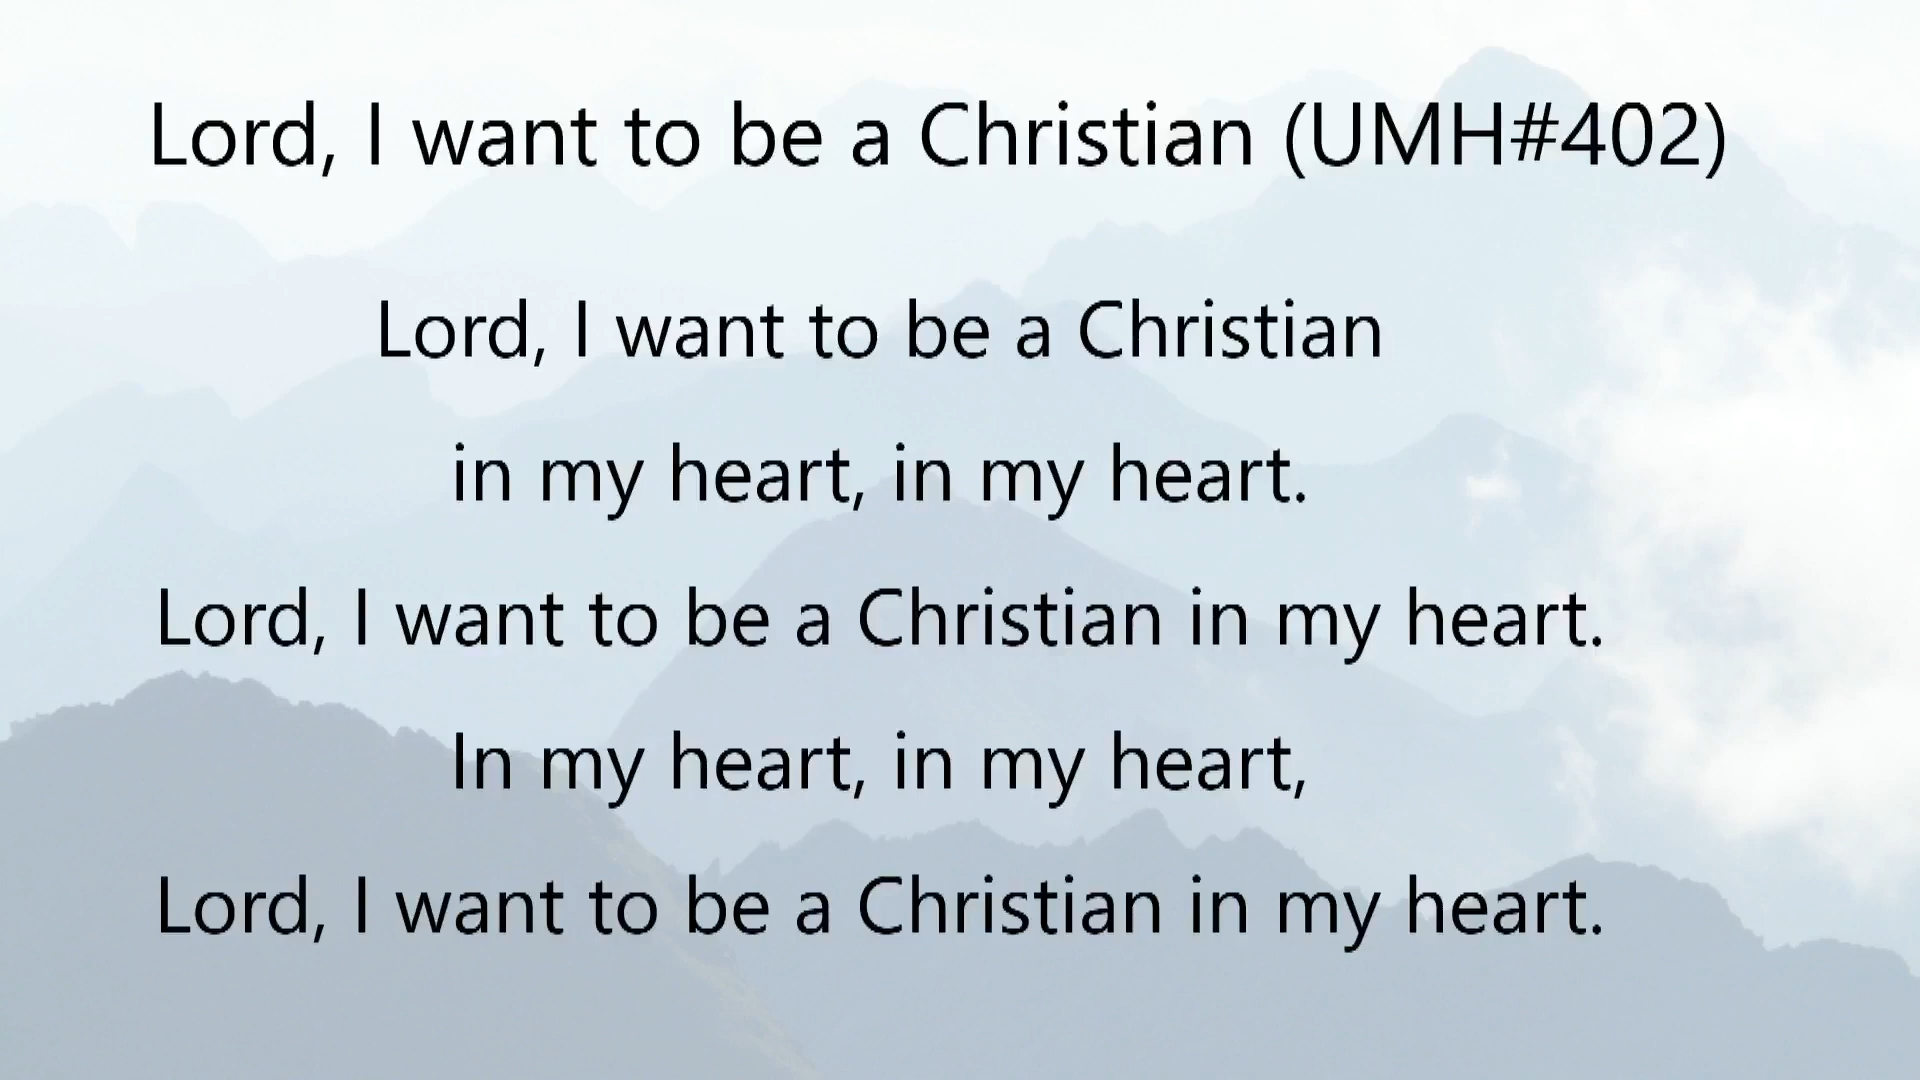 Lord, I want to be a Christian (UMH#402)
Lord, I want to be a Christian
in my heart, in my heart.
Lord, I want to be a Christian in my heart.
In my heart, in my heart,
Lord, I want to be a Christian in my heart.